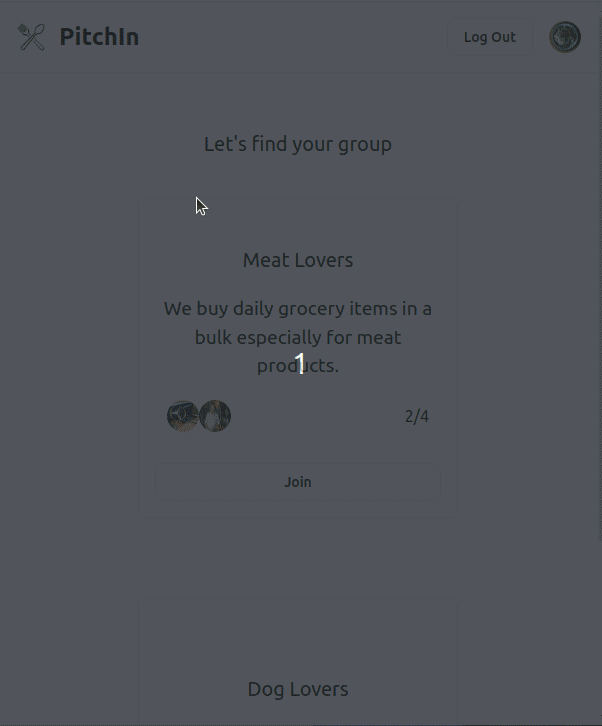 PitchIn
Log Out
Let's find your group
Meat Lovers
We buy daily grocery items in a
bulk especially for meat
products.
1
2/4
Join
Dog Lovers